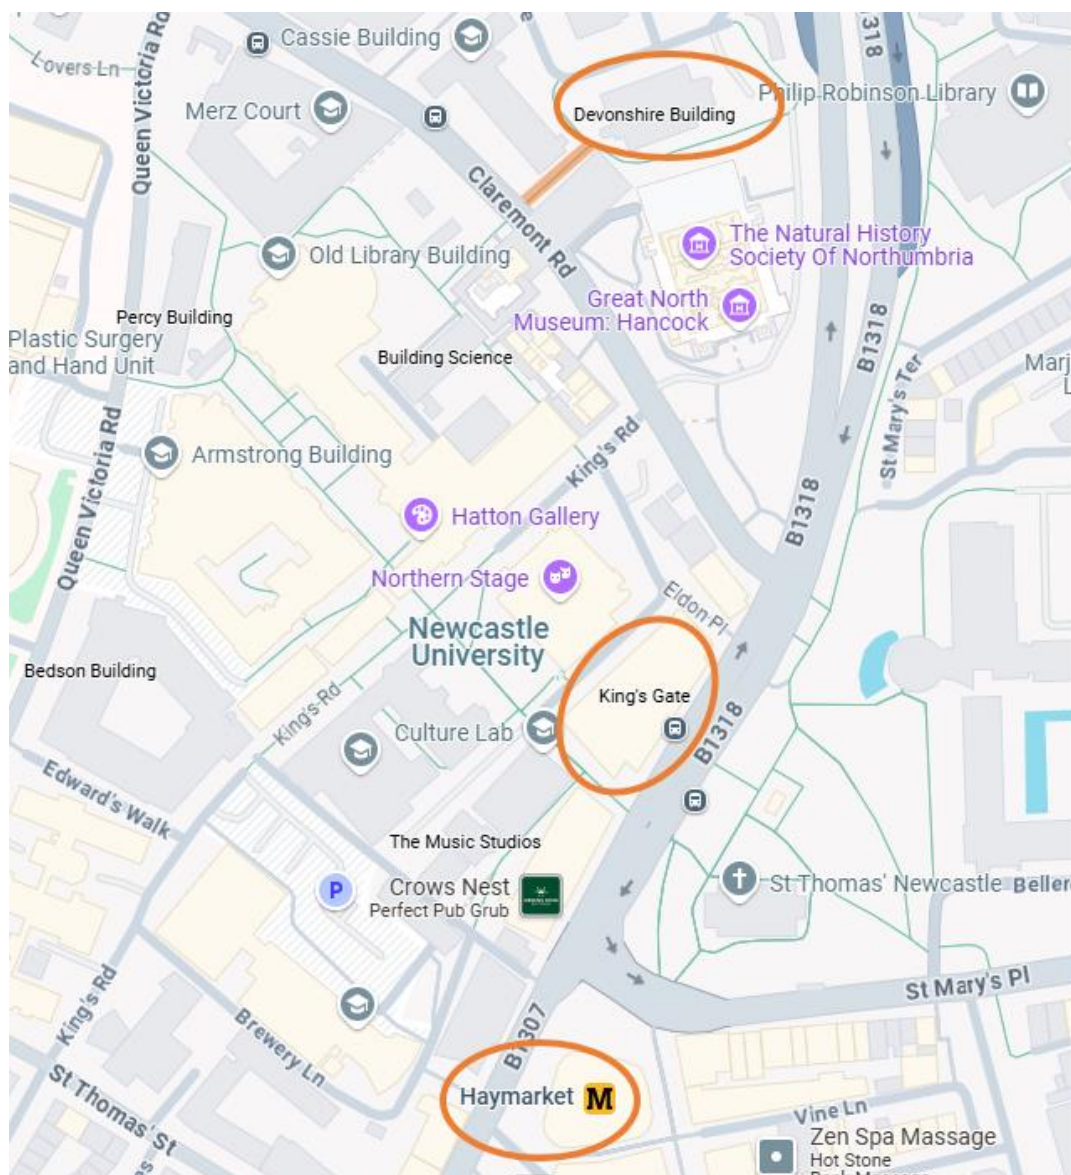 Cassie Building
B1318
Lovers Ln
Queen Victoria Rd
Merz Court
Devonshire Building
Philip Robinson Library
Claremont Rd
Old Library Building
The Natural History
Society Of Northumbria
Great North
Museum: Hancock
Percy Building
Plastic Surgery
and Hand Unit
Building Science
B1318
St Mary's Ter
Marj
L
Queen Victoria Rd
Armstrong Building
King's Rd
B1318
Hatton Gallery
Northern Stage
Eldon Pl
Newcastle
University
Bedson Building
King's Gate
King's Rd
Culture Lab
B1318
Edward's Walk
The Music Studios
P
Crows Nest
Perfect Pub Grub
St Thomas' Newcastle
Beller
King's Rd
St Mary's Pl
Brewery Ln
B1307
St Thomas' St
Haymarket M
Vine Ln
Zen Spa Massage
Hot Stone